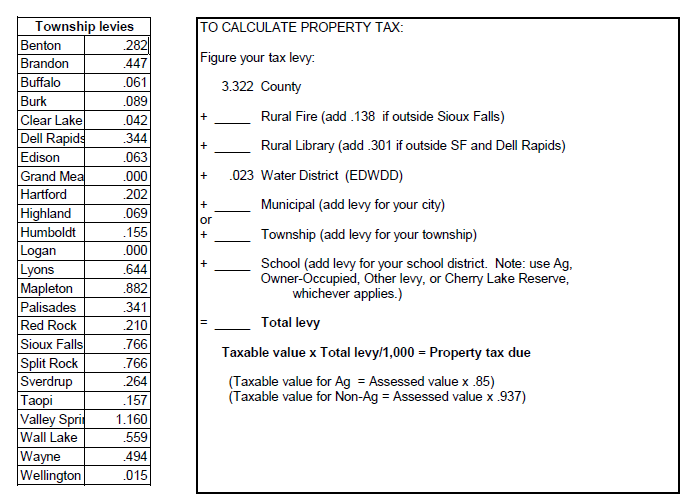 Township levies
Benton .282
Brandon .447
Buffalo .061
Burk .089
Clear Lake .042
Dell Rapids .344
Edison .063
Grand Mea .000
Hartford .202
Highland .069
Humboldt .155
Logan .000
Lyons .644
Mapleton .882
Palisades .341
Red Rock .210
Sioux Falls .766
Split Rock .766
Sverdrup .264
Taopi .157
Valley Sprin 1.160
Wall Lake .559
Wayne .494
Wellington .015
TO CALCULATE PROPERTY TAX:
Figure your tax levy:
3.322 County
+ _____ Rural Fire (add .138 if outside Sioux Falls)
+ _____ Rural Library (add .301 if outside SF and Dell Rapids)
+ .023 Water District (EDWDD)
+ _____ Municipal (add levy for your city)
or
+ _____ Township (add levy for your township)
+ _____ School (add levy for your school district. Note: use Ag,
Owner-Occupied, Other levy, or Cherry Lake Reserve,
whichever applies.)
= _____ Total levy
Taxable value x Total levy/1,000 = Property tax due
(Taxable value for Ag = Assessed value x .85)
(Taxable value for Non-Ag = Assessed value x .937)